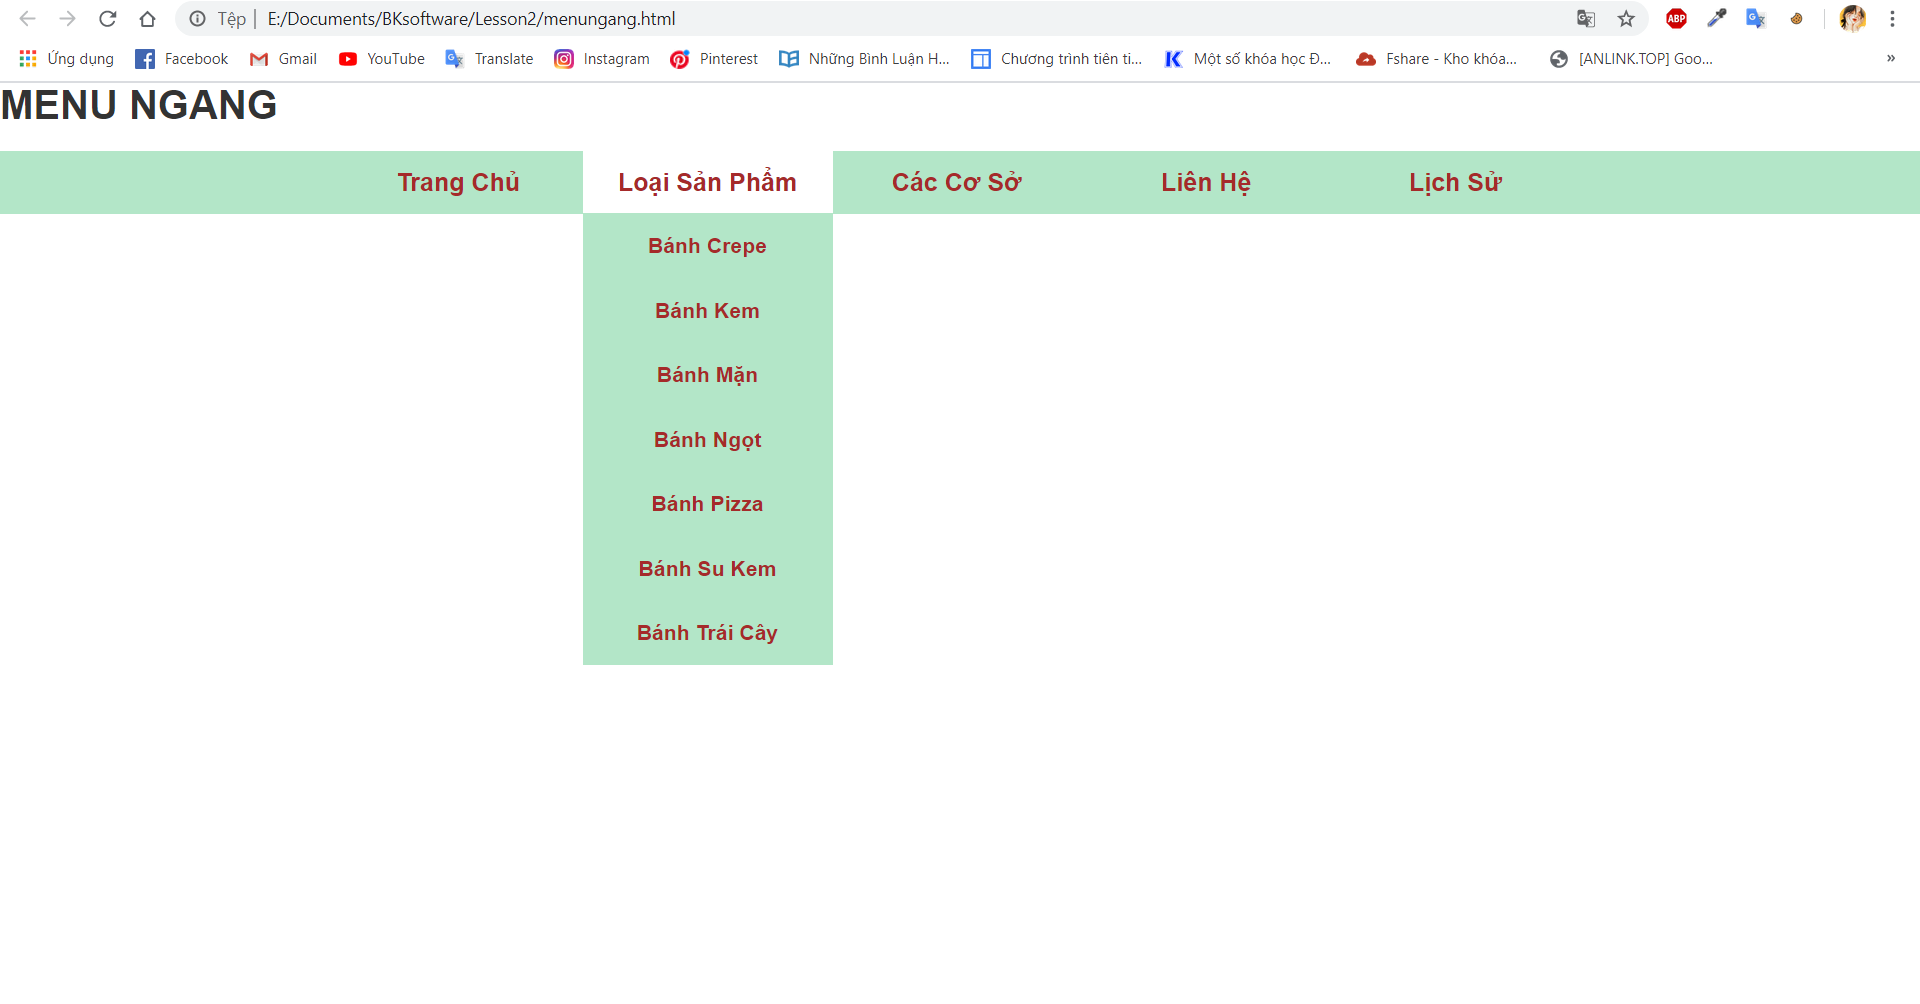 Tệp | E:/Documents/BKsoftware/Lesson2/menungang.html
ABP
Ứng dụng Facebook Gmail YouTube Translate Instagram Pinterest Những Bình Luận H... Chương trình tiên ti... Một số khóa học Đ... Fshare - Kho khóa... [ANLINK.TOP] Goo... »
MENU NGANG
Trang Chủ Loại Sản Phẩm Các Cơ Sở Liên Hệ Lịch Sử
Bánh Crepe
Bánh Kem
Bánh Mặn
Bánh Ngọt
Bánh Pizza
Bánh Su Kem
Bánh Trái Cây